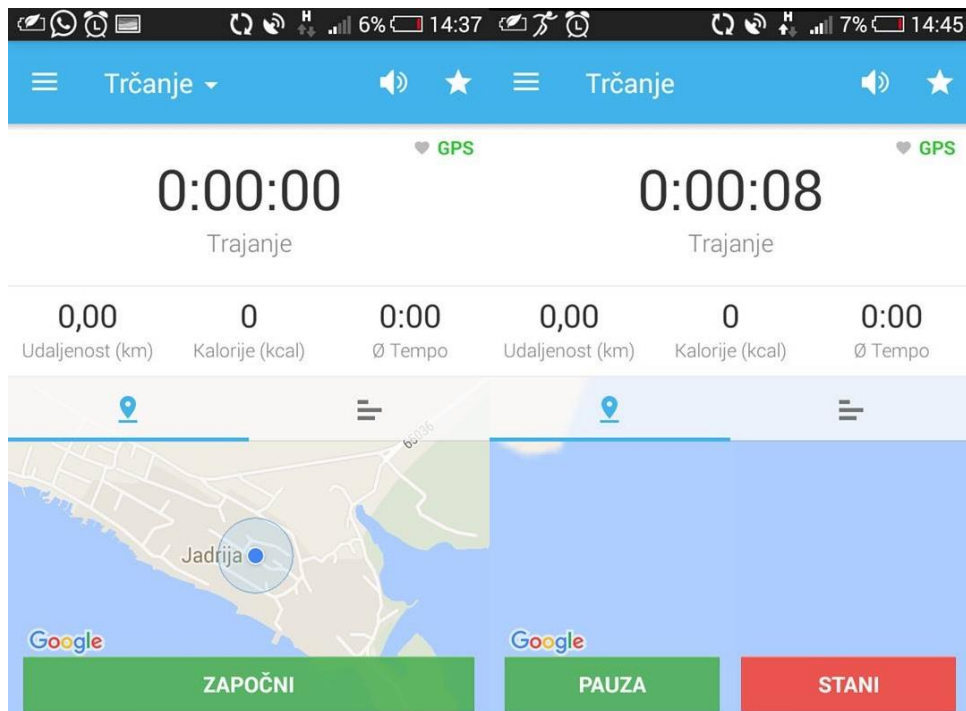 H
6%
14:37
Trčanje
GPS
0:00:00
Trajanje
0,00
0
0:00
Udaljenost (km)
Kalorije (kcal)
Ø Tempo
65036
Jadrija
Google
ZAPOČNI
H
7%
14:45
Trčanje
GPS
0:00:08
Trajanje
0,00
0
0:00
Udaljenost (km)
Kalorije (kcal)
Ø Tempo
Google
PAUZA
STANI